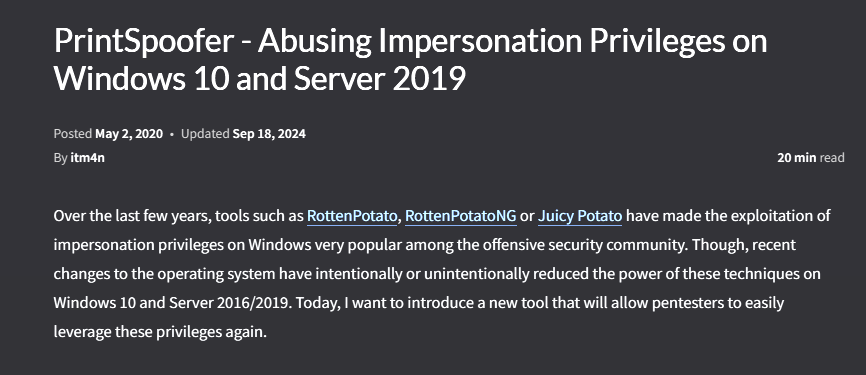 PrintSpoofer - Abusing Impersonation Privileges on
Windows 10 and Server 2019
Posted May 2, 2020 • Updated Sep 18, 2024
By itm4n 20 min read
Over the last few years, tools such as RottenPotato, RottenPotatoNG or Juicy Potato have made the exploitation of
impersonation privileges on Windows very popular among the offensive security community. Though, recent
changes to the operating system have intentionally or unintentionally reduced the power of these techniques on
Windows 10 and Server 2016/2019. Today, I want to introduce a new tool that will allow pentesters to easily
leverage these privileges again.